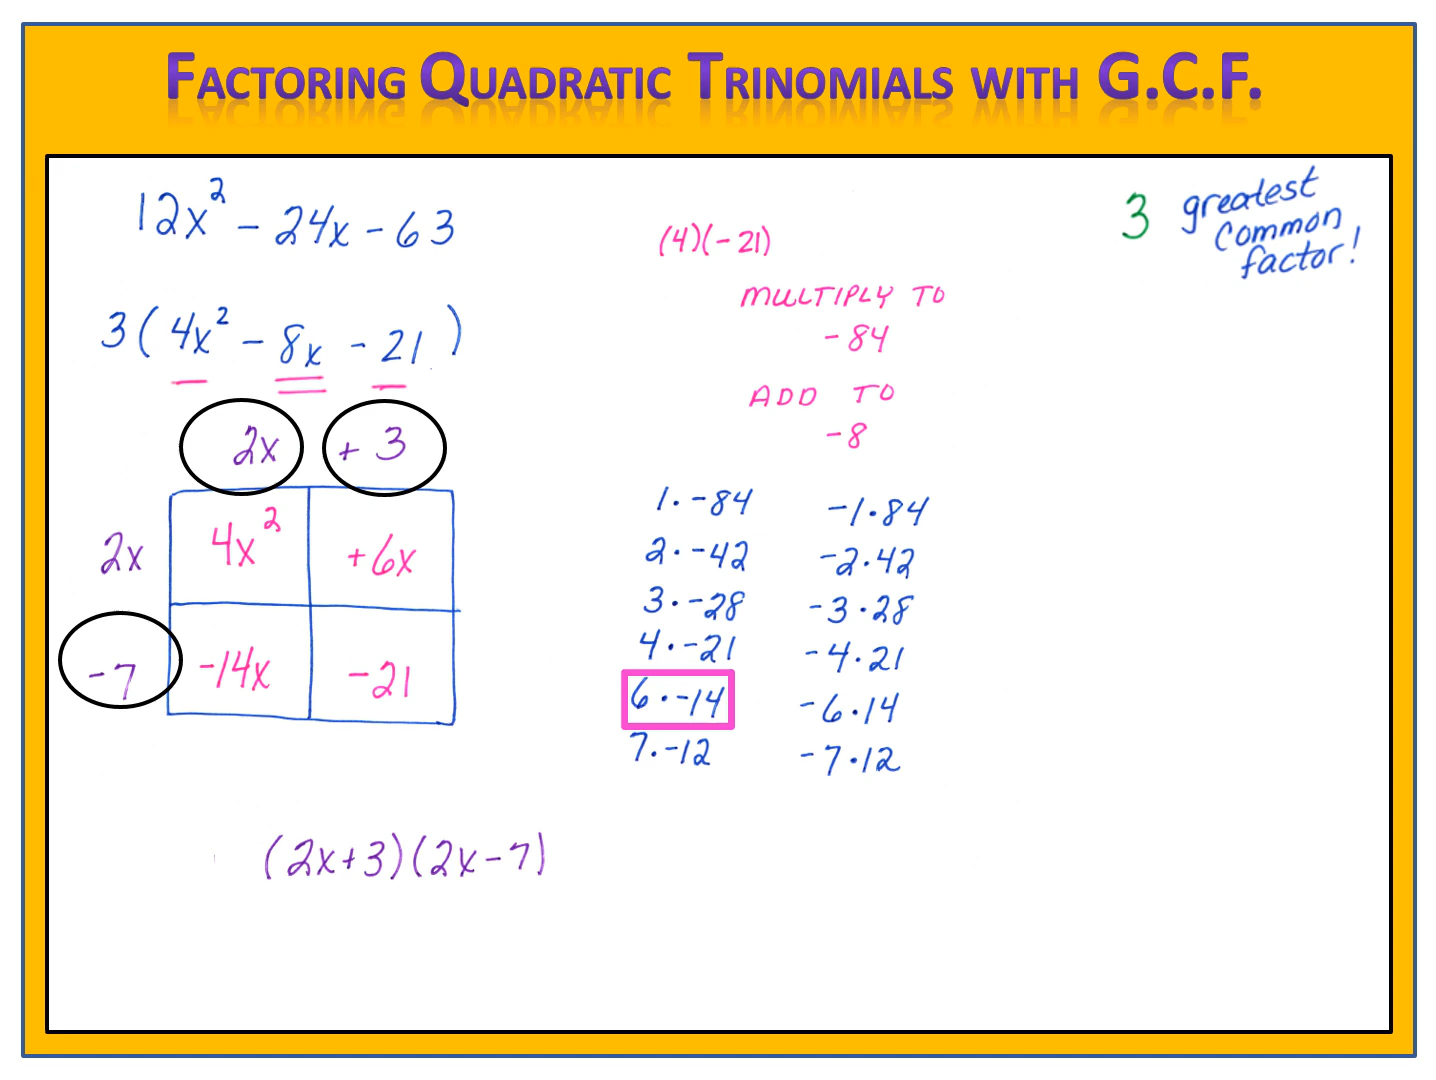 FACTORING QUADRATIC TRINOMIALS WITH G.C.F.
12x² - 24x - 63
3(4x² - 8x - 21)
2x + 3
2x 4x² +6x
-7 -14x -21
(2x+3)(2x-7)
(4)(-21)
MULTIPLY TO
-84
ADD TO
-8
1 · -84 -1 · 84
2 · -42 -2 · 42
3 · -28 -3 · 28
4 · -21 -4 · 21
6 · -14 -6 · 14
7 · -12 -7 · 12
3 greatest
common
factor!